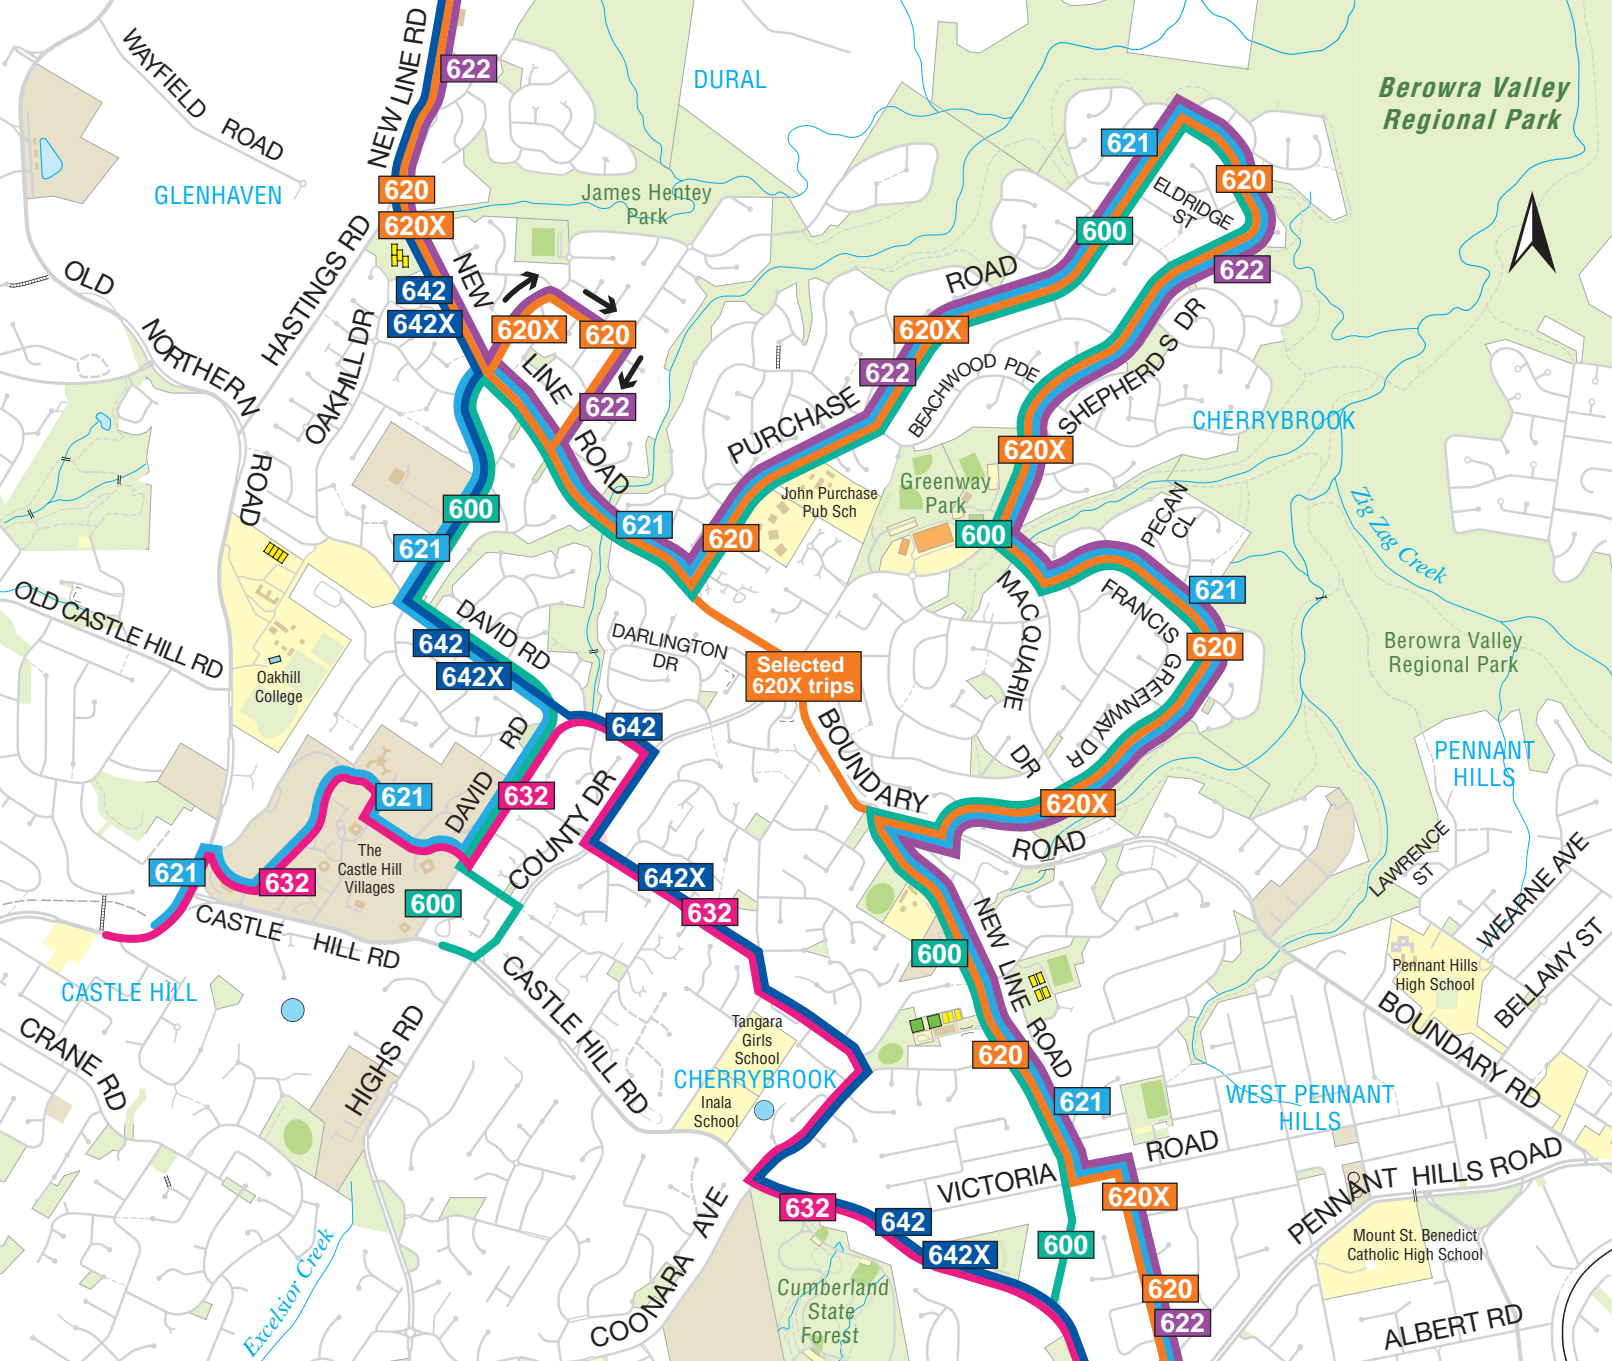 NEW LINE RD
622
WAYFIELD ROAD
DURAL
Berowra Valley
Regional Park
621
620
GLENHAVEN
620
620X
James Hentey
Park
ELDRIDGE
ST
600
622
HASTINGS RD
OLD
NORTHERN
ROAD
642
642X
NEW
LINE
ROAD
620X
620
622
ROAD
620X
622
BEACHWOOD PDE
PURCHASE
SHEPHERDS DR
OAKHILL DR
CHERRYBROOK
620X
Greenway
Park
John Purchase
Pub Sch
600
621
620
600
PECAN
CL
Zig Zag Creek
621
621
MACQUARIE
DR
FRANCIS
GREENWAY DR
620
OLD CASTLE HILL RD
DAVID RD
DARLINGTON
DR
642
642X
Selected
620X trips
Berowra Valley
Regional Park
Oakhill
College
RD
DAVID
642
BOUNDARY
ROAD
PENNANT
HILLS
621
632
COUNTY DR
620X
The
Castle Hill
Villages
621
632
600
642X
632
LAWRENCE
ST
WEARNE AVE
BELLAMY ST
CASTLE HILL RD
600
NEW LINE ROAD
Pennant Hills
High School
CASTLE HILL
CASTLE HILL RD
BOUNDARY RD
CRANE RD
HIGHS RD
Tangara
Girls
School
CHERRYBROOK
Inala
School
620
621
WEST PENNANT
HILLS
VICTORIA ROAD
PENNANT HILLS ROAD
632
642
642X
600
620X
COONARA AVE
Mount St. Benedict
Catholic High School
Excelsior Creek
Cumberland
State
Forest
620
622
ALBERT RD